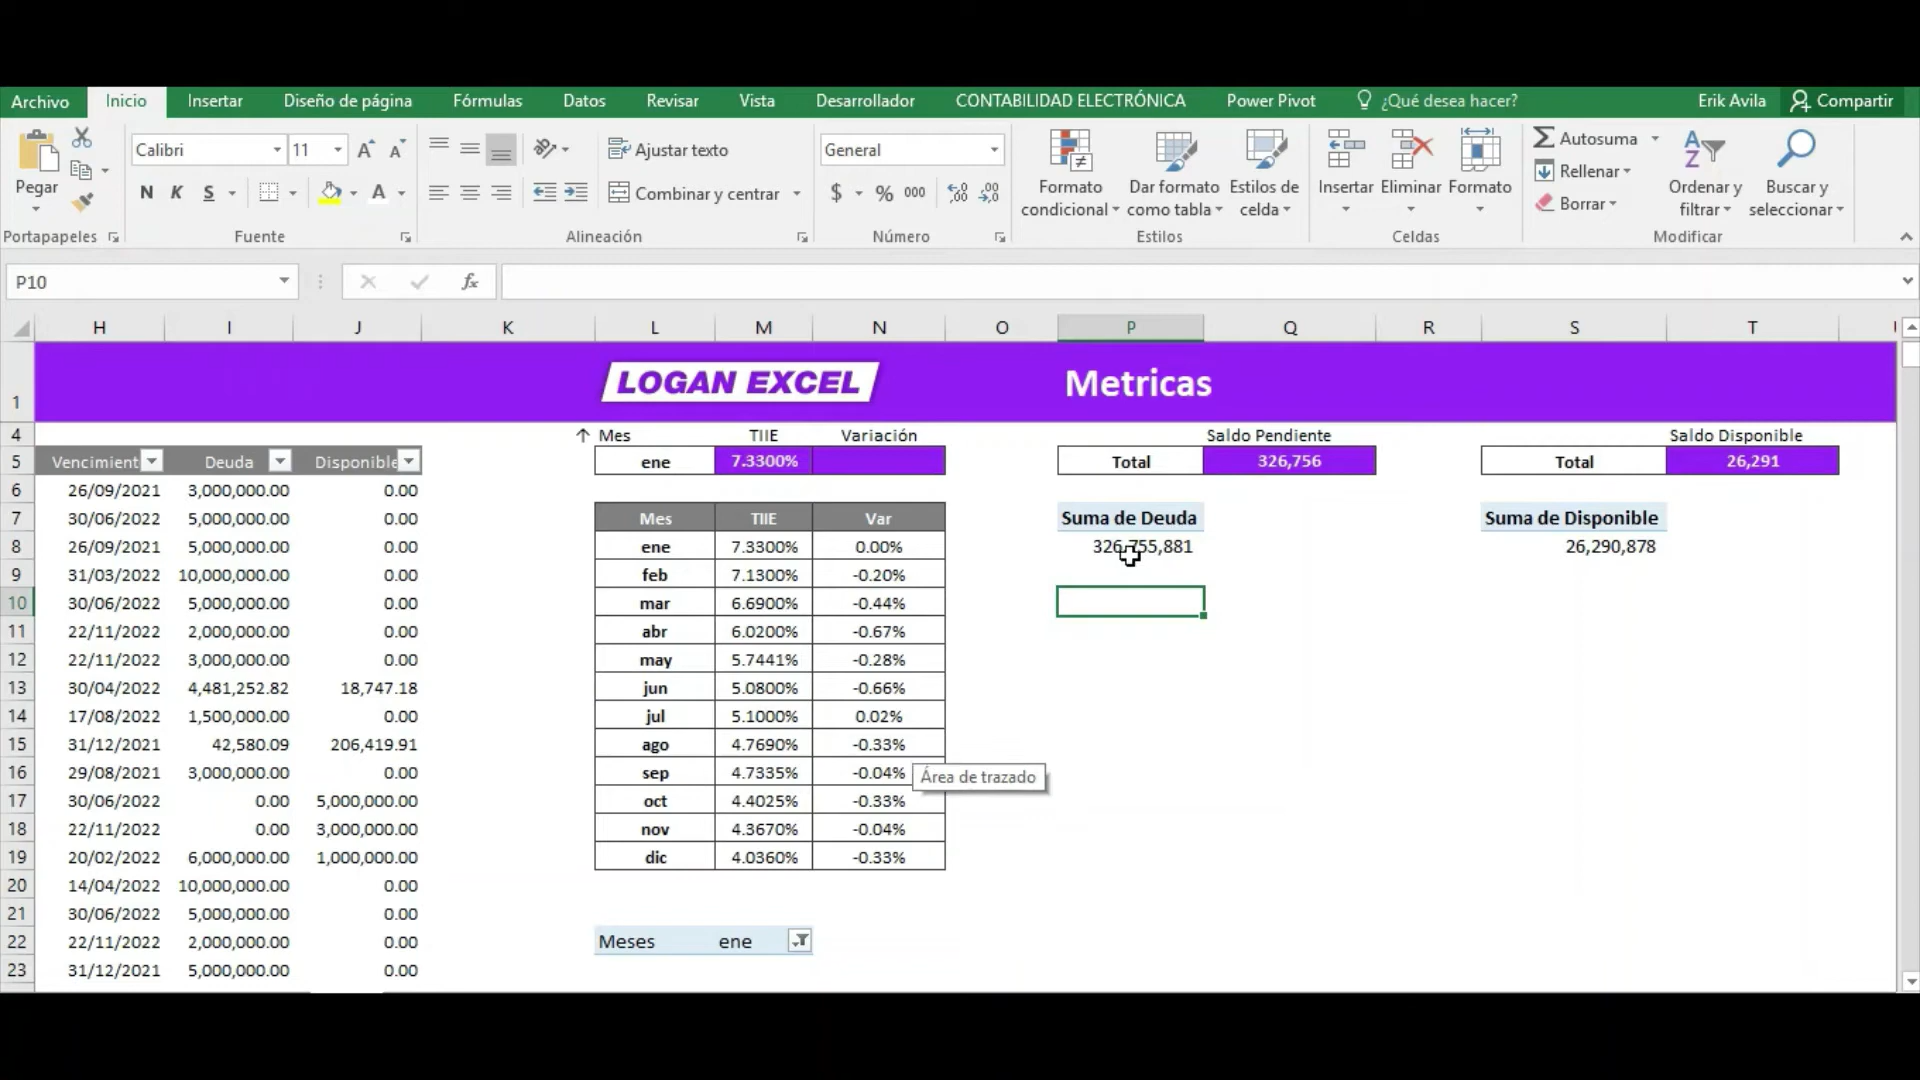 Archivo Inicio Insertar Diseño de página Fórmulas Datos Revisar Vista Desarrollador CONTABILIDAD ELECTRÓNICA Power Pivot ¿Qué desea hacer? Erik Avila Compartir
Pegar
Portapapeles
Calibri 11
N K S
Fuente
Ajustar texto
Combinar y centrar
Alineación
General
$ % 000
Número
Formato condicional
Dar formato como tabla
Estilos de celda
Estilos
Insertar Eliminar Formato
Celdas
Autosuma
Rellenar
Borrar
Ordenar y filtrar
Buscar y seleccionar
Modificar
P10 fx
H I J K L M N O P Q R S T
1 LOGAN EXCEL Metricas
4 Mes TIIE Variación Saldo Pendiente Saldo Disponible
5 Vencimient Deuda Disponible ene 7.3300% Total 326,756 Total 26,291
6 26/09/2021 3,000,000.00 0.00
7 30/06/2022 5,000,000.00 0.00 Mes TIIE Var Suma de Deuda Suma de Disponible
8 26/09/2021 5,000,000.00 0.00 ene 7.3300% 0.00% 326,755,881 26,290,878
9 31/03/2022 10,000,000.00 0.00 feb 7.1300% -0.20%
10 30/06/2022 5,000,000.00 0.00 mar 6.6900% -0.44%
11 22/11/2022 2,000,000.00 0.00 abr 6.0200% -0.67%
12 22/11/2022 3,000,000.00 0.00 may 5.7441% -0.28%
13 30/04/2022 4,481,252.82 18,747.18 jun 5.0800% -0.66%
14 17/08/2022 1,500,000.00 0.00 jul 5.1000% 0.02%
15 31/12/2021 42,580.09 206,419.91 ago 4.7690% -0.33%
16 29/08/2021 3,000,000.00 0.00 sep 4.7335% -0.04% Área de trazado
17 30/06/2022 0.00 5,000,000.00 oct 4.4025% -0.33%
18 22/11/2022 0.00 3,000,000.00 nov 4.3670% -0.04%
19 20/02/2022 6,000,000.00 1,000,000.00 dic 4.0360% -0.33%
20 14/04/2022 10,000,000.00 0.00
21 30/06/2022 5,000,000.00 0.00
22 22/11/2022 2,000,000.00 0.00 Meses ene
23 31/12/2021 5,000,000.00 0.00